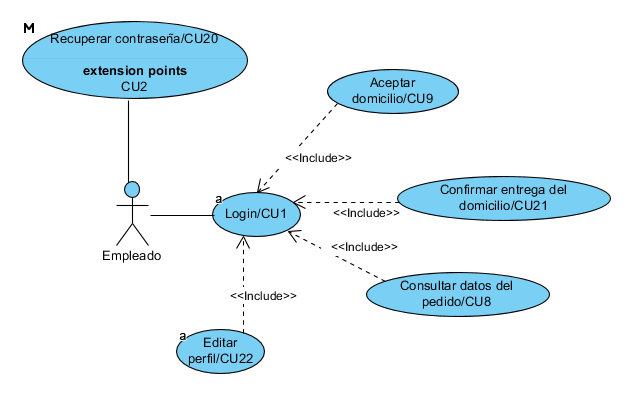 M
Recuperar contraseña/CU20
extension points
CU2
Aceptar
domicilio/CU9
<<Include>>
Confirmar entrega del
domicilio/CU21
<<Include>>
a
Login/CU1
Empleado
<<Include>>
Consultar datos del
pedido/CU8
<<Include>>
a
Editar
perfil/CU22